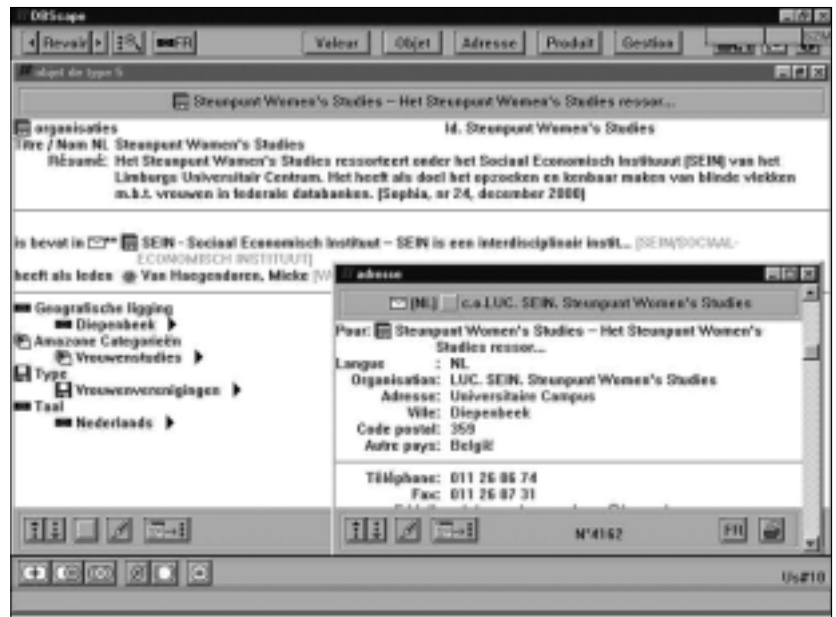 DBScape
Revoir FR Valeur Objet Adresse Produit Gestion
objet de type 5
Steunpunt Women's Studies – Het Steunpunt Women's Studies ressor...
organisaties Id. Steunpunt Women's Studies
Titre / Nom NL Steunpunt Women's Studies
Résumé: Het Steunpunt Women's Studies ressorteert onder het Sociaal Economisch Instituut (SEIN) van het
Limburgs Universitair Centrum. Het heeft als doel het opzoeken en kenbaar maken van blinde vlekken
m.b.t. vrouwen in federale databanken. (Sophia, nr 24, december 2000)
is bevat in ** SEIN - Sociaal Economisch Instituut – SEIN is een interdisciplinair instit... [SEIN/SOCIAAL-
ECONOMISCH INSTITUUT]
heeft als leden @ Van Haegendoren, Mieke
Geografische ligging
Diepenbeek
Amazone Categorieën
Vrouwenstudies
Type
Vrouwenverenigingen
Taal
Nederlands
adresse
(NL) c.o LUC. SEIN. Steunpunt Women's Studies
Pour: Steunpunt Women's Studies – Het Steunpunt Women's
Studies ressor...
Langue : NL
Organisation: LUC. SEIN. Steunpunt Women's Studies
Adresse: Universitaire Campus
Ville: Diepenbeek
Code postal: 359
Autre pays: België
Téléphone: 011 26 86 74
Fax: 011 26 87 31
N°4162 FR
Us#10